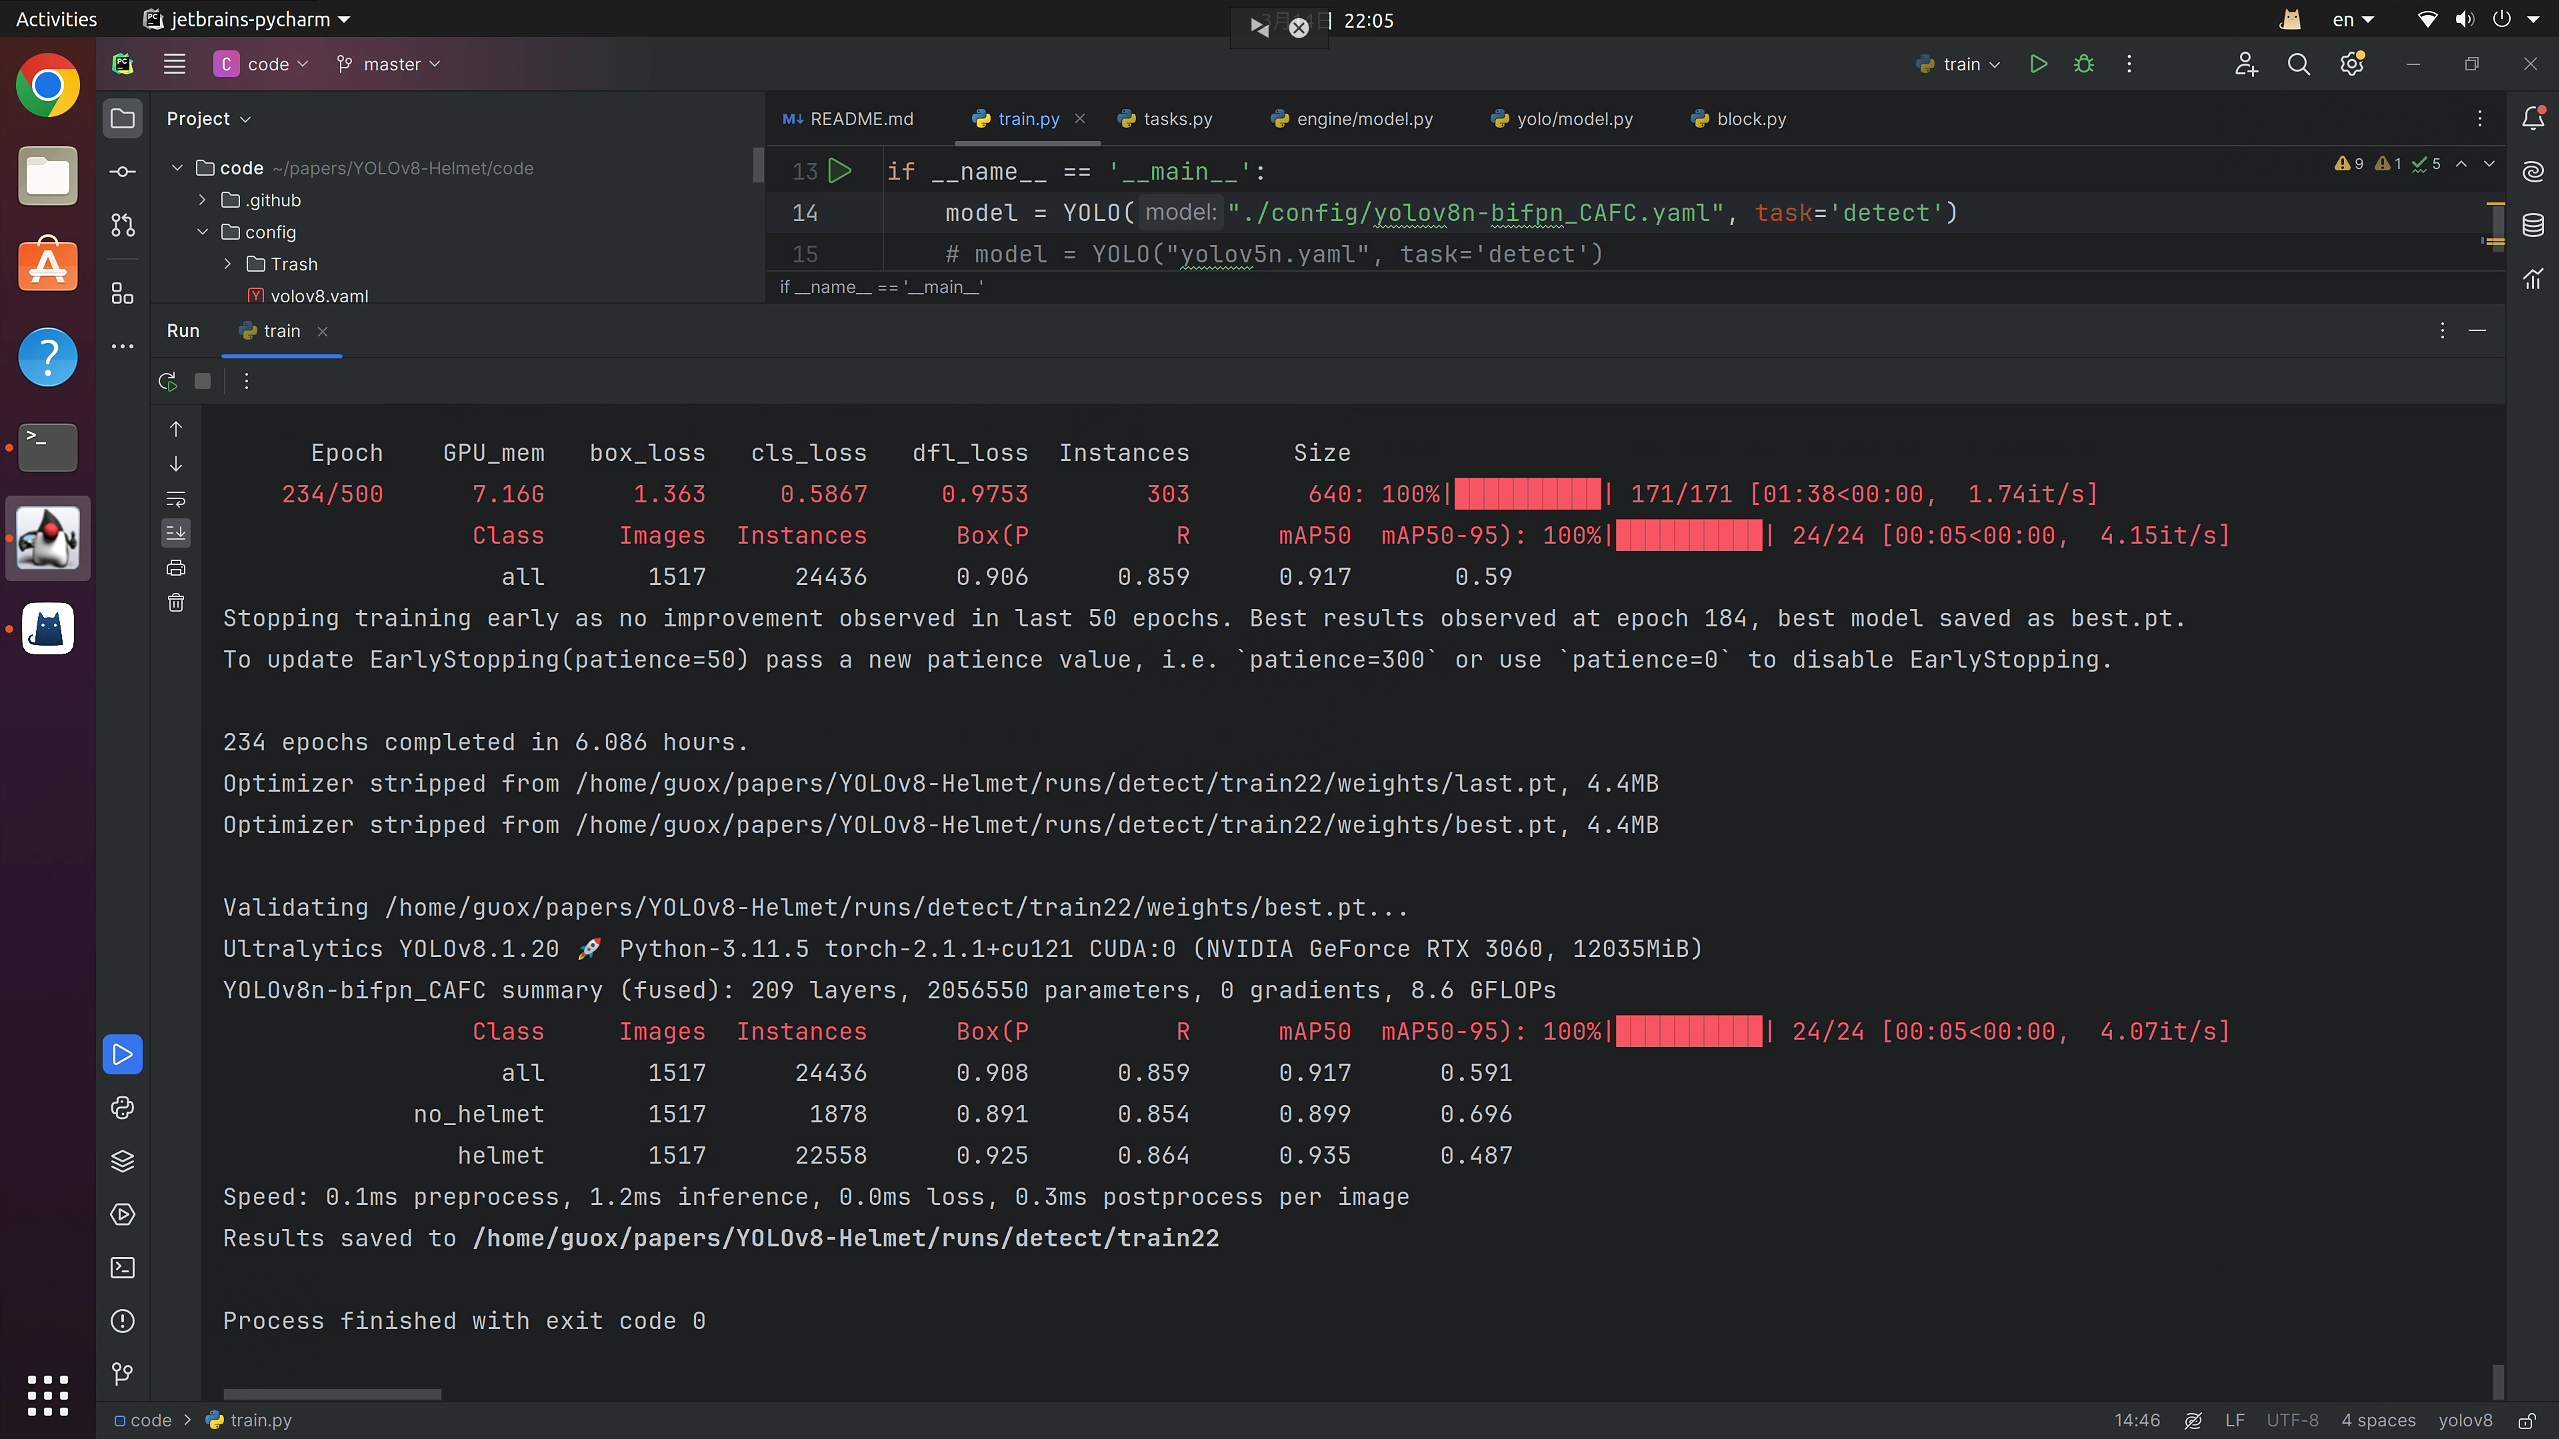 Activities jetbrains-pycharm 22:05 en
code master train
Project README.md train.py tasks.py engine/model.py yolo/model.py block.py
code ~/papers/YOLOv8-Helmet/code
.github
config
Trash
yolov8.yaml
13 if __name__ == '__main__': 9 1 5
14 model = YOLO( model: "./config/yolov8n-bifpn_CAFC.yaml", task='detect')
15 # model = YOLO("yolov5n.yaml", task='detect')
if __name__ == '__main__'
Run train
Epoch GPU_mem box_loss cls_loss dfl_loss Instances Size
234/500 7.16G 1.363 0.5867 0.9753 303 640: 100%|██████████| 171/171 [01:38<00:00, 1.74it/s]
Class Images Instances Box(P R mAP50 mAP50-95): 100%|██████████| 24/24 [00:05<00:00, 4.15it/s]
all 1517 24436 0.906 0.859 0.917 0.59
Stopping training early as no improvement observed in last 50 epochs. Best results observed at epoch 184, best model saved as best.pt.
To update EarlyStopping(patience=50) pass a new patience value, i.e. `patience=300` or use `patience=0` to disable EarlyStopping.
234 epochs completed in 6.086 hours.
Optimizer stripped from /home/guox/papers/YOLOv8-Helmet/runs/detect/train22/weights/last.pt, 4.4MB
Optimizer stripped from /home/guox/papers/YOLOv8-Helmet/runs/detect/train22/weights/best.pt, 4.4MB
Validating /home/guox/papers/YOLOv8-Helmet/runs/detect/train22/weights/best.pt...
Ultralytics YOLOv8.1.20 🚀 Python-3.11.5 torch-2.1.1+cu121 CUDA:0 (NVIDIA GeForce RTX 3060, 12035MiB)
YOLOv8n-bifpn_CAFC summary (fused): 209 layers, 2056550 parameters, 0 gradients, 8.6 GFLOPs
Class Images Instances Box(P R mAP50 mAP50-95): 100%|██████████| 24/24 [00:05<00:00, 4.07it/s]
all 1517 24436 0.908 0.859 0.917 0.591
no_helmet 1517 1878 0.891 0.854 0.899 0.696
helmet 1517 22558 0.925 0.864 0.935 0.487
Speed: 0.1ms preprocess, 1.2ms inference, 0.0ms loss, 0.3ms postprocess per image
Results saved to /home/guox/papers/YOLOv8-Helmet/runs/detect/train22
Process finished with exit code 0
code > train.py 14:46 LF UTF-8 4 spaces yolov8